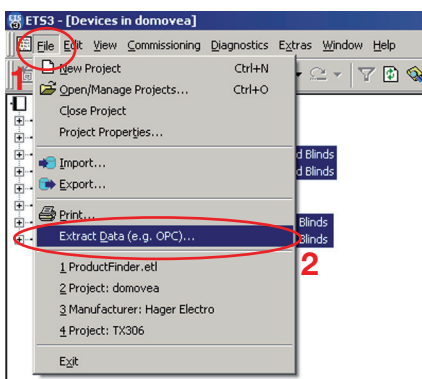 ETS3 - [Devices in domovea]
File Edit View Commissioning Diagnostics Extras Window Help
1
New Project Ctrl+N
Open/Manage Projects... Ctrl+O
Close Project
Project Properties...
d Blinds
Import...
d Blinds
Export...
Print...
Blinds
Extract Data (e.g. OPC)...
Blinds
2
1 ProductFinder.etl
2 Project: domovea
3 Manufacturer: Hager Electro
4 Project: TX306
Exit